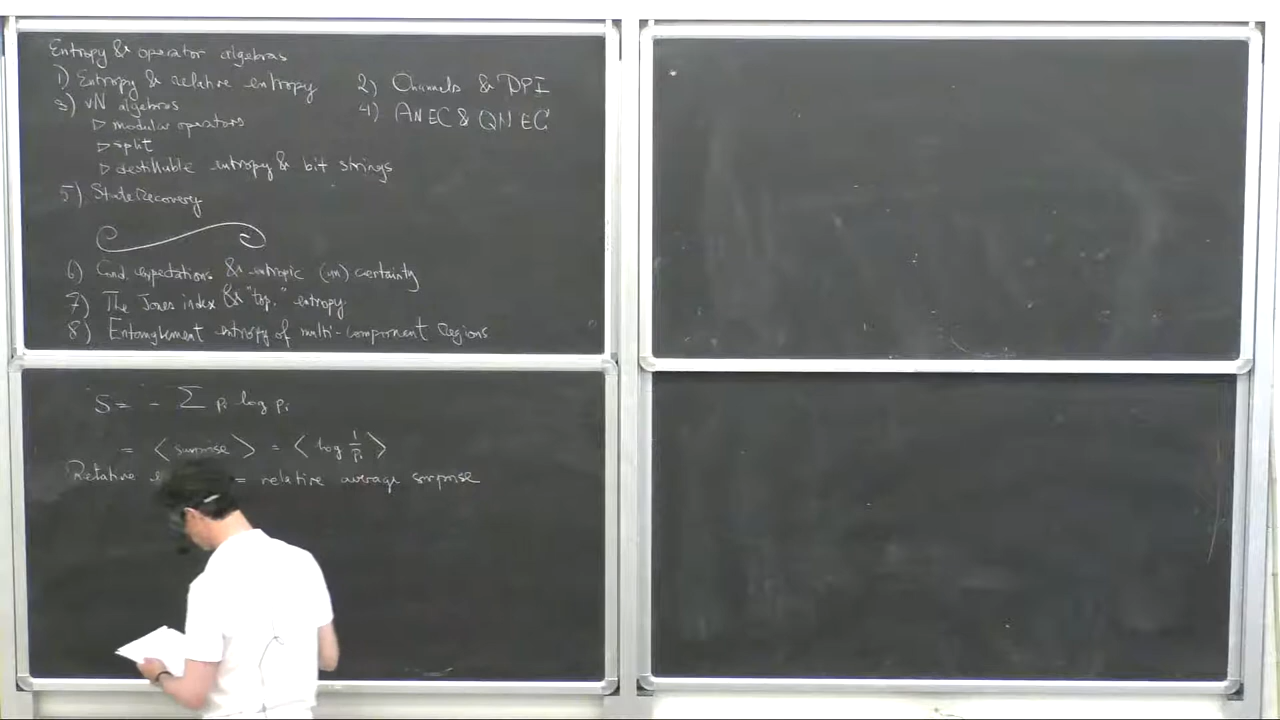 Entropy & operator algebras
1) Entropy & relative entropy 2) Channels & DPI
3) vN algebras 4) ANEC & QNEC
▷ modular operators
▷ split
▷ destillable entropy & bit strings
5) State Recovery
6) Cond. expectations & entropic (un) certainty
7) The Jones index & "top." entropy
8) Entanglement entropy of multi-component Regions
S = - Σ pᵢ log pᵢ
= < surprise > = < log 1/pᵢ >
Relative = relative average surprise